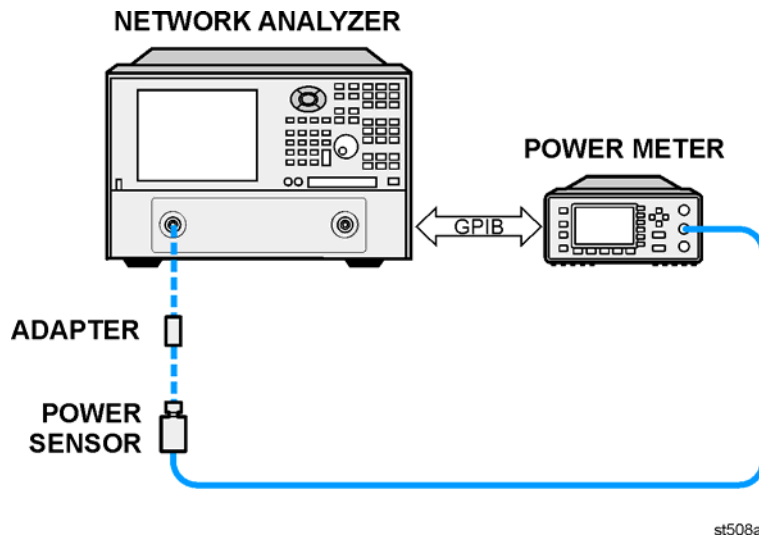 NETWORK ANALYZER
POWER METER
GPIB
ADAPTER
POWER
SENSOR
st508a